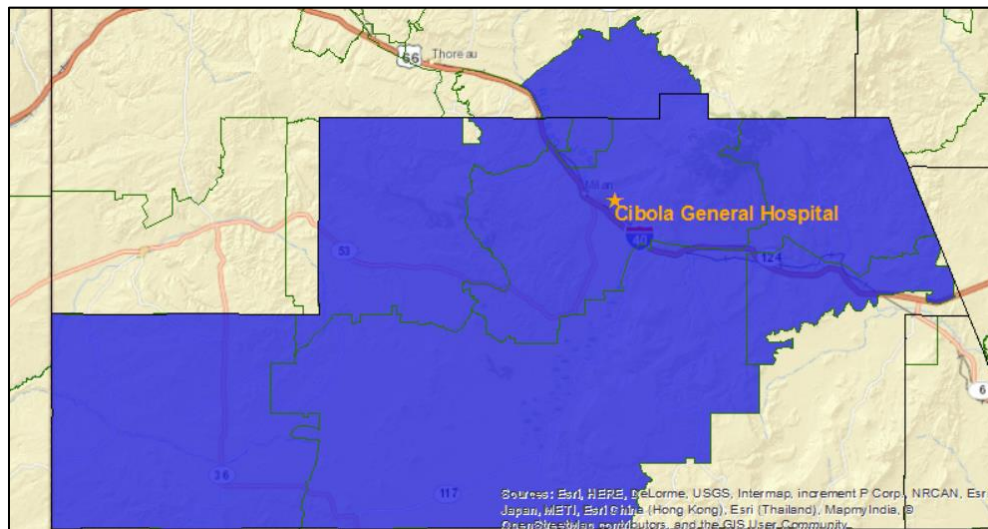 66
Thoreau
Milan
Cibola General Hospital
40
53
124
6
36
117
Sources: Esri, HERE, DeLorme, USGS, Intermap, increment P Corp., NRCAN, Esri
Japan, METI, Esri China (Hong Kong), Esri (Thailand), MapmyIndia, ©
OpenStreetMap contributors, and the GIS User Community